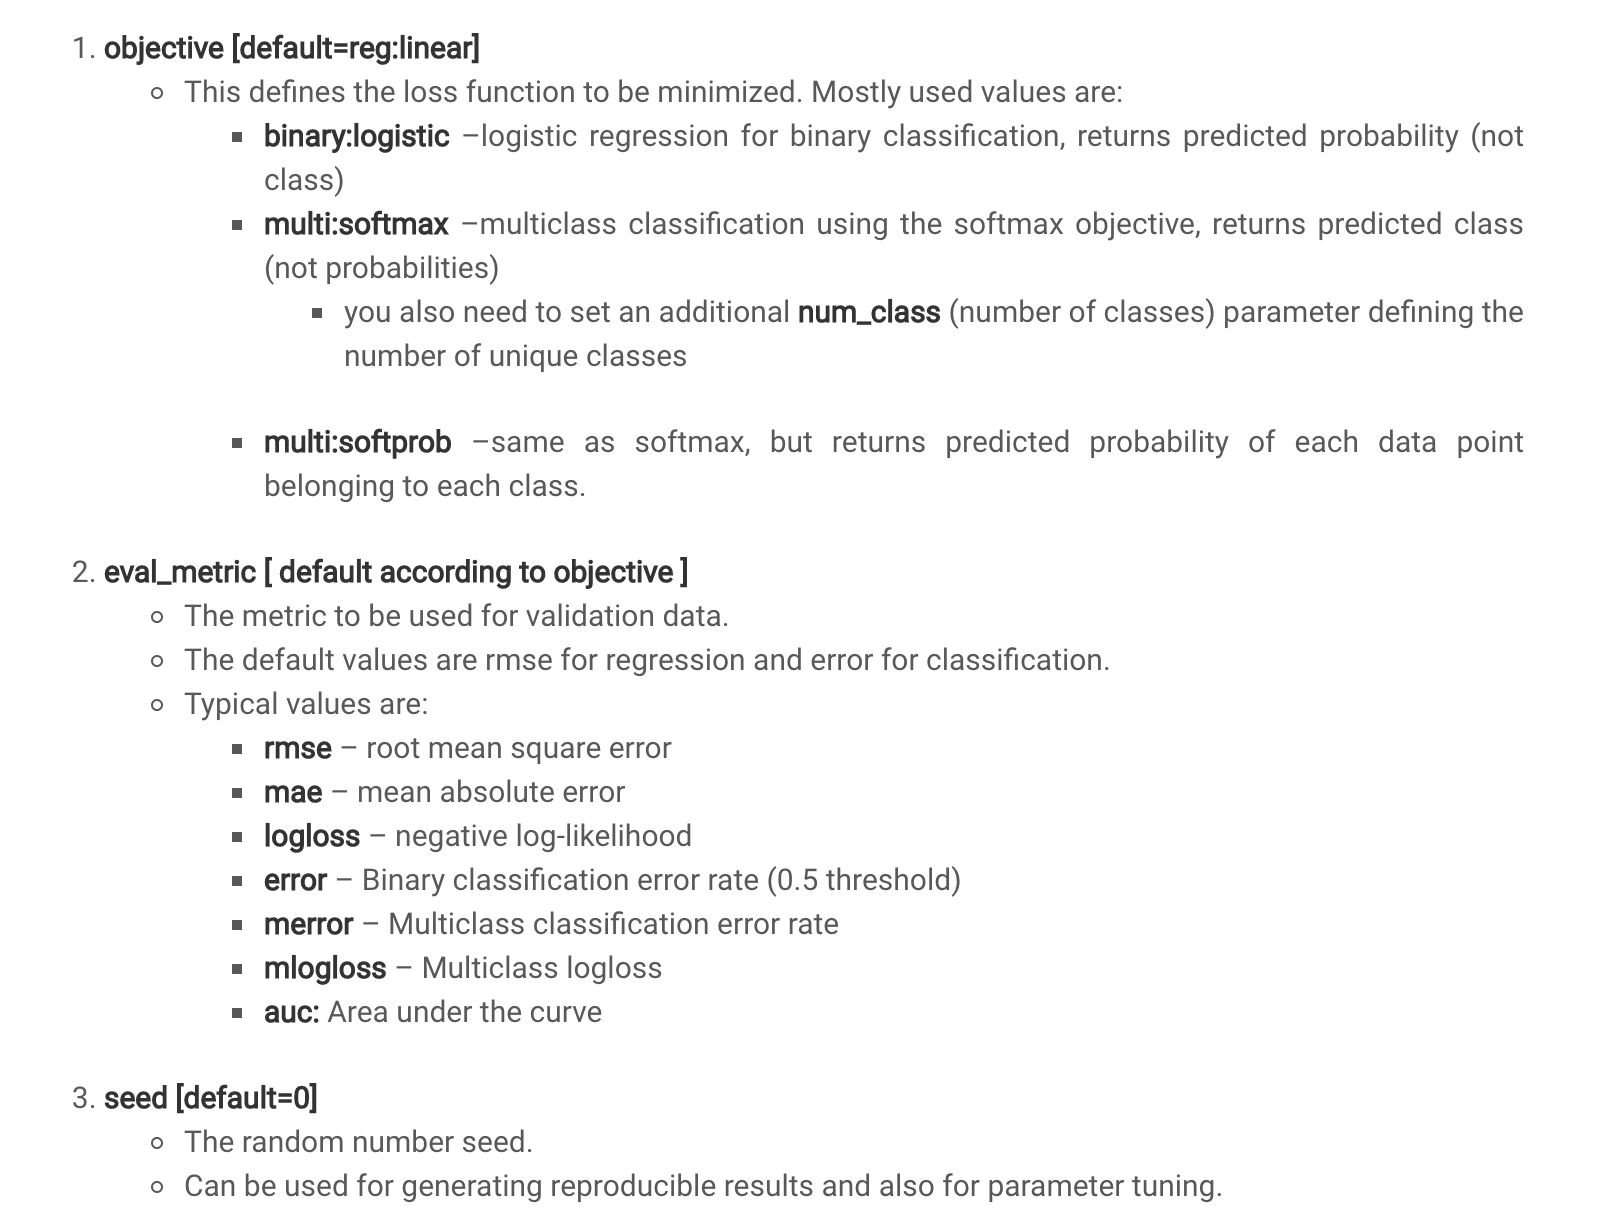 1. objective [default=reg:linear]
This defines the loss function to be minimized. Mostly used values are:
binary:logistic –logistic regression for binary classification, returns predicted probability (not
class)
multi:softmax –multiclass classification using the softmax objective, returns predicted class
(not probabilities)
you also need to set an additional num_class (number of classes) parameter defining the
number of unique classes
multi:softprob –same as softmax, but returns predicted probability of each data point
belonging to each class.
2. eval_metric [ default according to objective ]
The metric to be used for validation data.
The default values are rmse for regression and error for classification.
Typical values are:
rmse – root mean square error
mae – mean absolute error
logloss – negative log-likelihood
error – Binary classification error rate (0.5 threshold)
merror – Multiclass classification error rate
mlogloss – Multiclass logloss
auc: Area under the curve
3. seed [default=0]
The random number seed.
Can be used for generating reproducible results and also for parameter tuning.